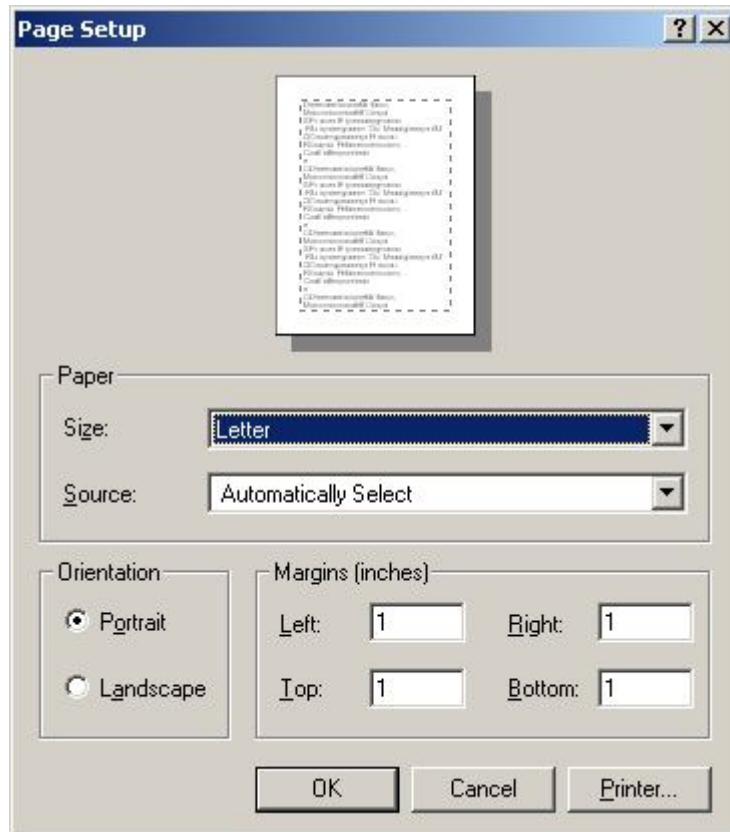 Page Setup
Paper
Size: Letter
Source: Automatically Select
Orientation
Portrait
Landscape
Margins (inches)
Left: 1 Right: 1
Top: 1 Bottom: 1
OK Cancel Printer...